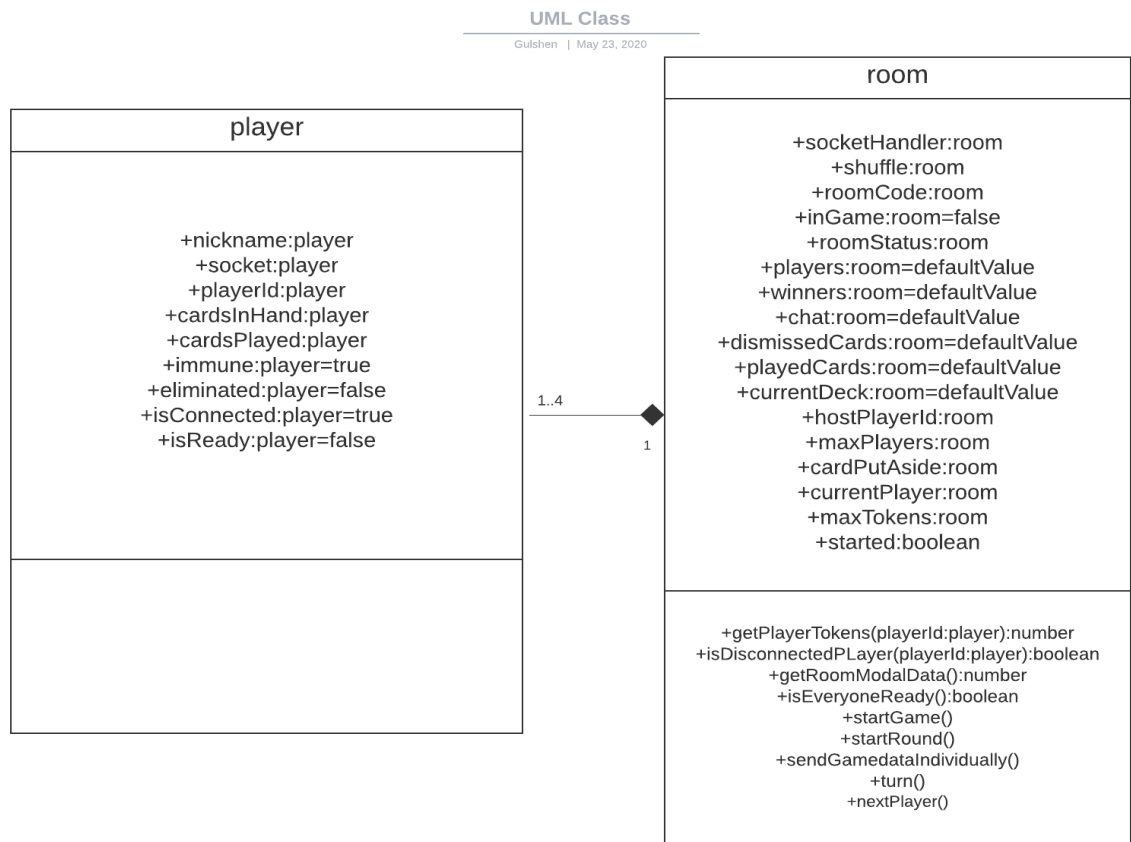 UML Class
Gulshen | May 23, 2020
player
+nickname:player
+socket:player
+playerId:player
+cardsInHand:player
+cardsPlayed:player
+immune:player=true
+eliminated:player=false
+isConnected:player=true
+isReady:player=false
1..4
1
room
+socketHandler:room
+shuffle:room
+roomCode:room
+inGame:room=false
+roomStatus:room
+players:room=defaultValue
+winners:room=defaultValue
+chat:room=defaultValue
+dismissedCards:room=defaultValue
+playedCards:room=defaultValue
+currentDeck:room=defaultValue
+hostPlayerId:room
+maxPlayers:room
+cardPutAside:room
+currentPlayer:room
+maxTokens:room
+started:boolean
+getPlayerTokens(playerId:player):number
+isDisconnectedPLayer(playerId:player):boolean
+getRoomModalData():number
+isEveryoneReady():boolean
+startGame()
+startRound()
+sendGamedataIndividually()
+turn()
+nextPlayer()